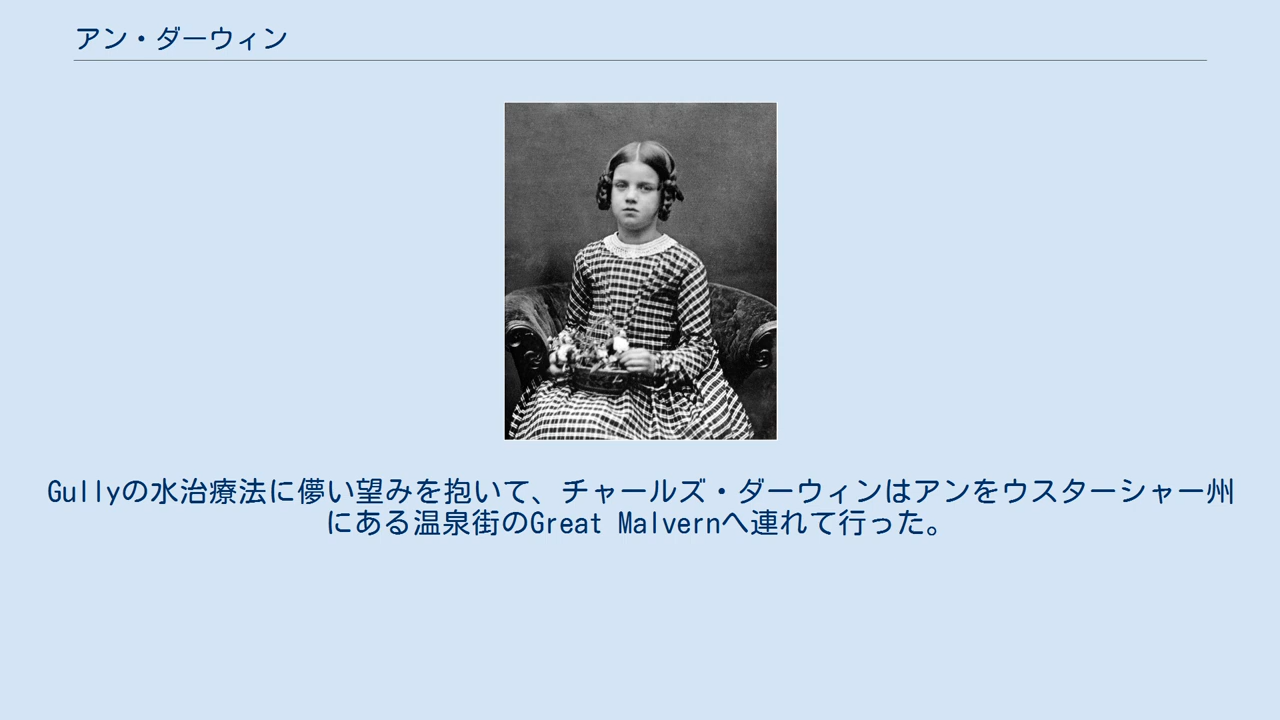 アン・ダーウィン
Gullyの水治療法に儚い望みを抱いて、チャールズ・ダーウィンはアンをウスターシャー州
にある温泉街のGreat Malvernへ連れて行った。